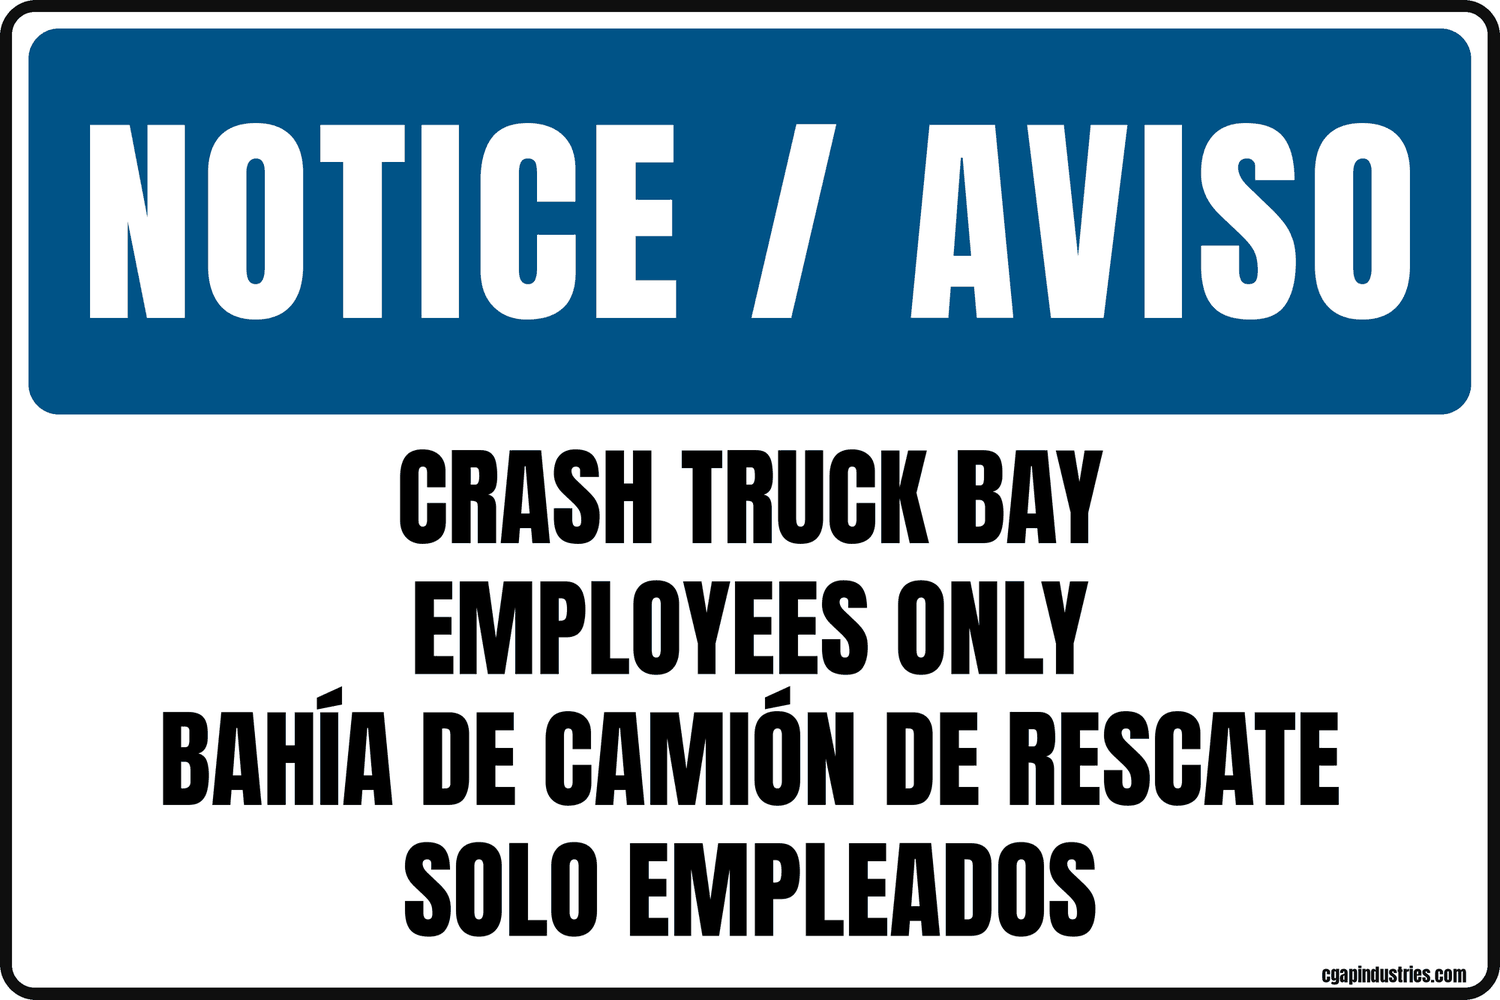 NOTICE / AVISO
CRASH TRUCK BAY
EMPLOYEES ONLY
BAHÍA DE CAMIÓN DE RESCATE
SOLO EMPLEADOS
cgapindustries.com